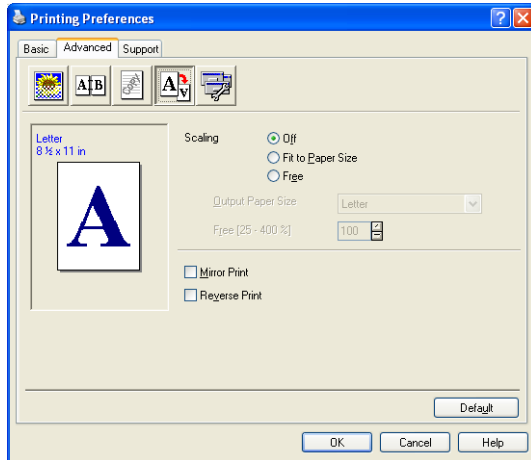 Printing Preferences
Basic Advanced Support
A B A A
Letter
8 ½ x 11 in
A
Scaling
Off
Fit to Paper Size
Free
Output Paper Size Letter
Free [25 - 400 %] 100
Mirror Print
Reverse Print
Default
OK Cancel Help